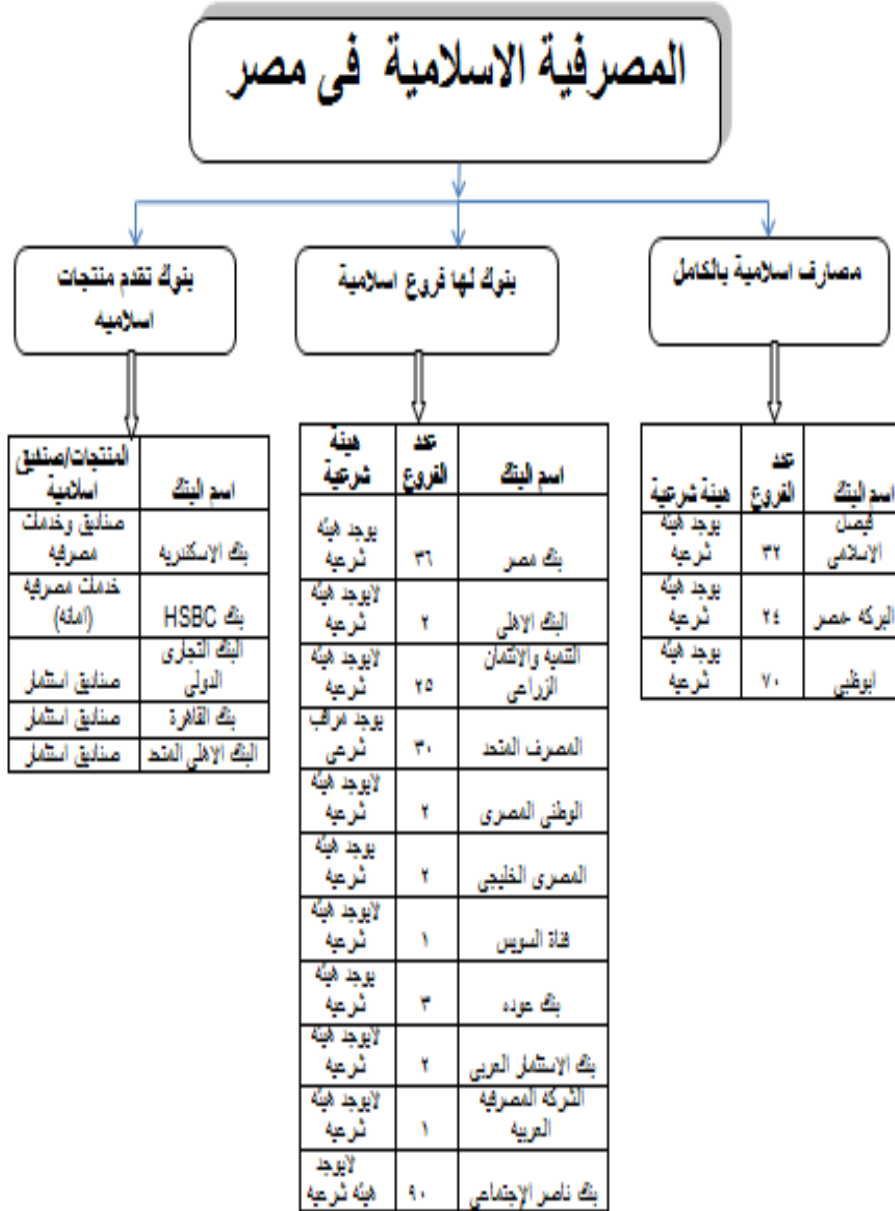 المصرفية الاسلامية فى مصر
مصارف اسلامية بالكامل
بنوك لها فروع اسلامية
بنوك تقدم منتجات
اسلاميه
اسم البنك عدد الفروع هيئة شرعية
فيصل الاسلامى ٣٢ يوجد هيئه شرعيه
البركه -مصر ٢٤ يوجد هيئه شرعيه
ابوظبى ٧٠ يوجد هيئه شرعيه
اسم البنك عدد الفروع هيئة شرعية
بنك مصر ٣٦ يوجد هيئه شرعيه
البنك الاهلى ٢ لايوجد هيئه شرعيه
التنميه والائتمان الزراعى ٢٥ لايوجد هيئه شرعيه
المصرف المتحد ٣٠ يوجد مراقب شرعى
الوطنى المصرى ٢ لايوجد هيئه شرعيه
المصرى الخليجى ٢ يوجد هيئه شرعيه
قناة السويس ١ لايوجد هيئه شرعيه
بنك عوده ٣ يوجد هيئه شرعيه
بنك الاستثمار العربى ٢ لايوجد هيئه شرعيه
الشركه المصرفيه العربيه ١ لايوجد هيئه شرعيه
بنك ناصر الإجتماعى ٩٠ لايوجد هيئه شرعيه
اسم البنك المنتجات/صناديق اسلامية
بنك الاسكندريه صناديق وخدمات مصرفيه
بنك HSBC خدمات مصرفيه (امانه)
البنك التجارى الدولى صناديق استثمار
بنك القاهرة صناديق استثمار
البنك الاهلى المتحد صناديق استثمار